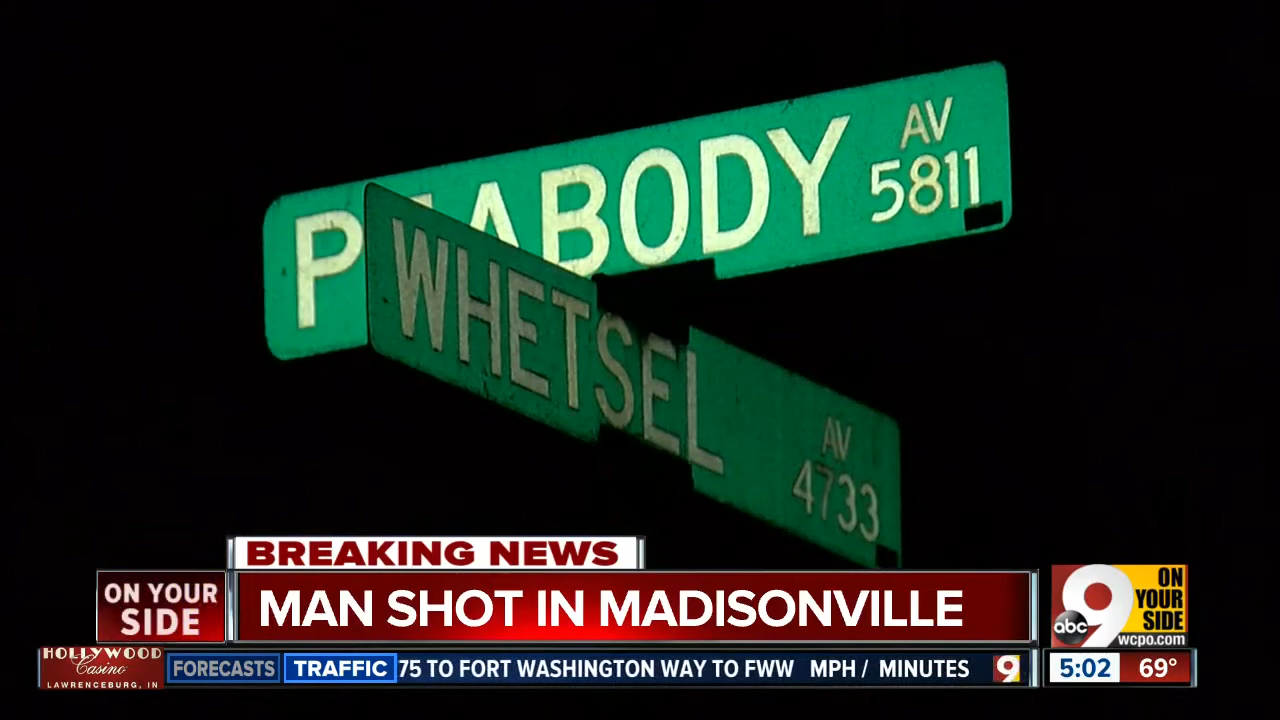 PEABODY AV
5811
WHETSEL AV
4733
BREAKING NEWS
ON YOUR SIDE
MAN SHOT IN MADISONVILLE
9
abc
ON YOUR SIDE
wcpo.com
HOLLYWOOD
Casino
LAWRENCEBURG, IN
FORECASTS
TRAFFIC
75 TO FORT WASHINGTON WAY TO FWW MPH / MINUTES
9
5:02
69°